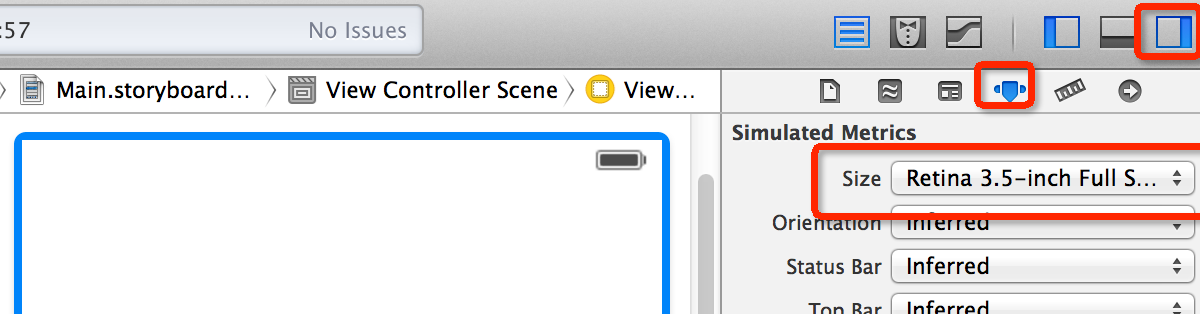 :57 No Issues
Main.storyboard... View Controller Scene View...
Simulated Metrics
Size Retina 3.5-inch Full S...
Orientation Inferred
Status Bar Inferred
Top Bar Inferred